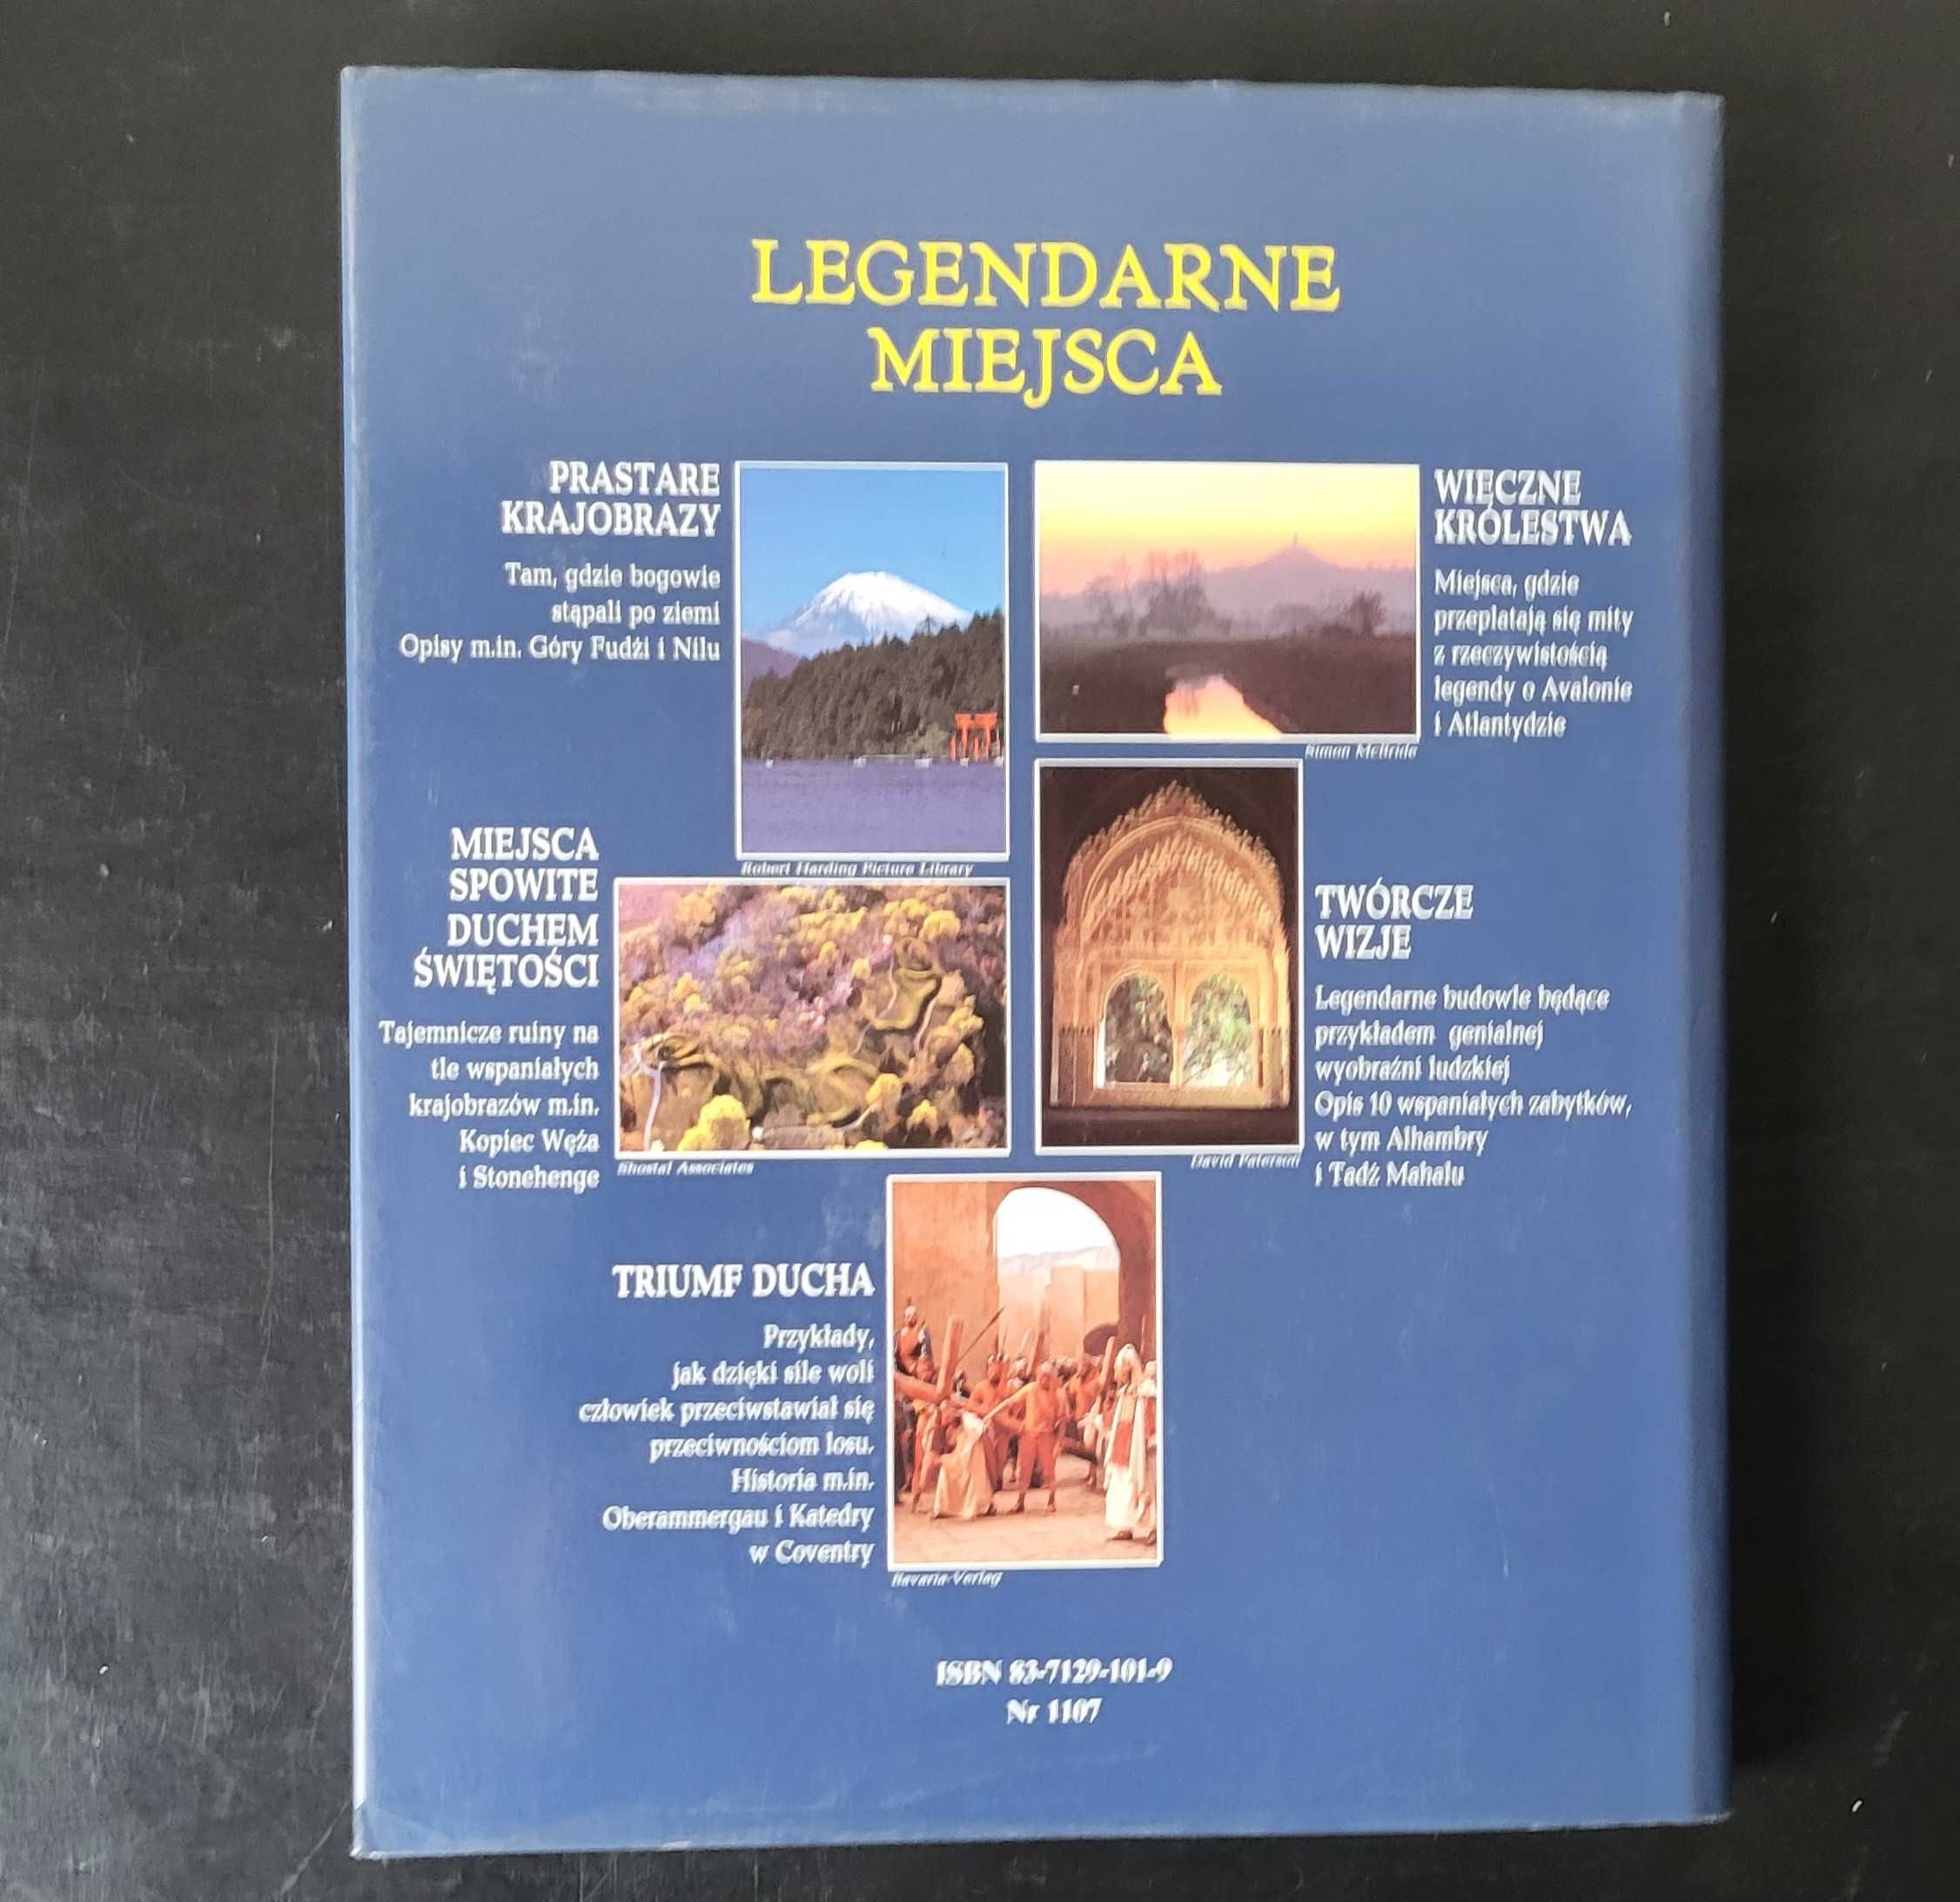 LEGENDARNE
MIEJSCA
PRASTARE
KRAJOBRAZY
Tam, gdzie bogowie
stąpali po ziemi
Opisy m.in. Góry Fudżi i Nilu
Robert Harding Picture Library
WIĘCZNE
KRÓLESTWA
Miejsca, gdzie
przeplatają się mity
z rzeczywistością
legendy o Avalonie
i Atlantydzie
Simon McBride
MIEJSCA
SPOWITE
DUCHEM
ŚWIĘTOŚCI
Tajemnicze ruiny na
tle wspaniałych
krajobrazów m.in.
Kopiec Węża
i Stonehenge
Shostal Associates
TWÓRCZE
WIZJE
Legendarne budowle będące
przykładem genialnej
wyobraźni ludzkiej
Opis 10 wspaniałych zabytków,
w tym Alhambry
i Tadź Mahalu
David Paterson
TRIUMF DUCHA
Przykłady,
jak dzięki sile woli
człowiek przeciwstawiał się
przeciwnościom losu.
Historia m.in.
Oberammergau i Katedry
w Coventry
Bavaria-Verlag
ISBN 83-7129-101-9
Nr 1107